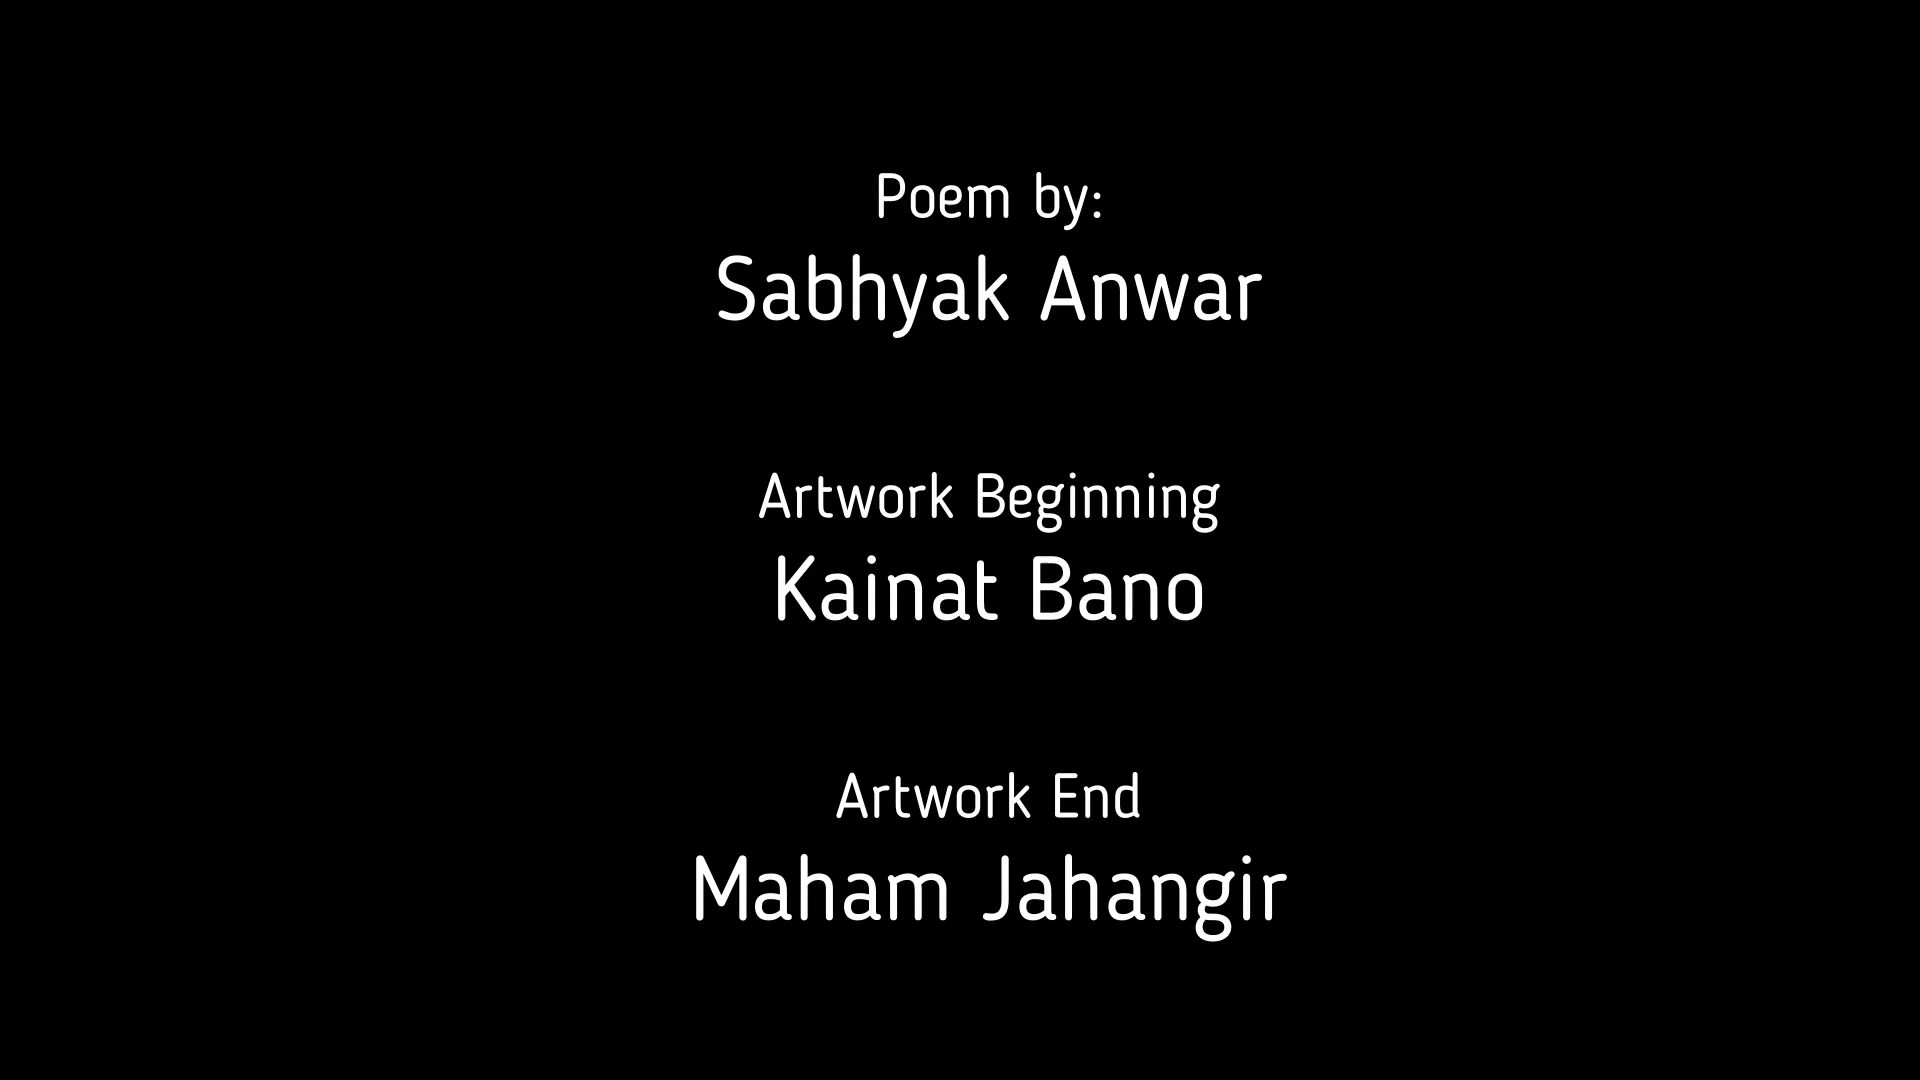 Poem by:
Sabhyak Anwar
Artwork Beginning
Kainat Bano
Artwork End
Maham Jahangir